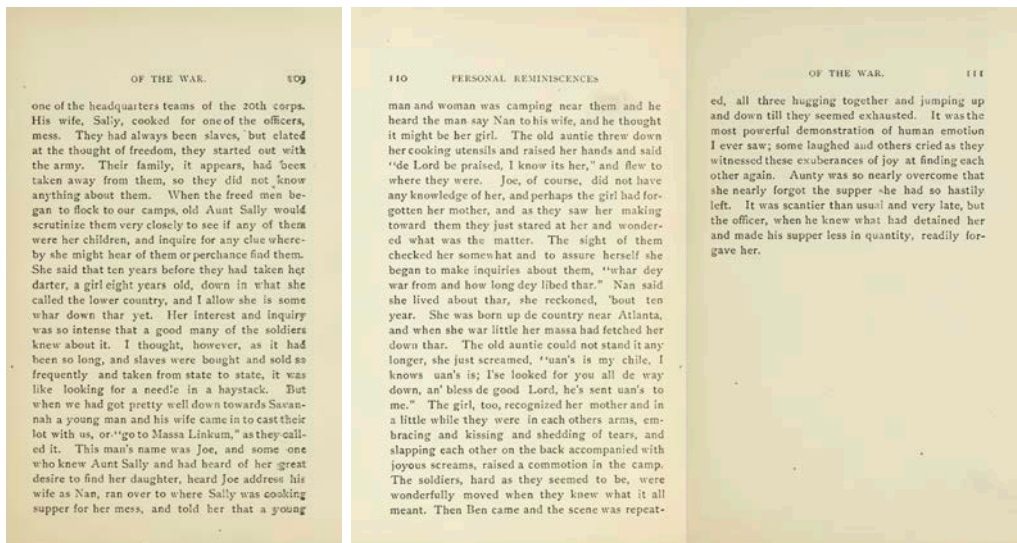 OF THE WAR. 109
one of the headquarters teams of the 20th corps.
His wife, Sally, cooked for one of the officers,
mess. They had always been slaves, but elated
at the thought of freedom, they started out with
the army. Their family, it appears, had been
taken away from them, so they did not know
anything about them. When the freed men be-
gan to flock to our camps, old Aunt Sally would
scrutinize them very closely to see if any of them
were her children, and inquire for any clue where-
by she might hear of them or perchance find them.
She said that ten years before they had taken her
darter, a girl eight years old, down in what she
called the lower country, and I allow she is some
whar down thar yet. Her interest and inquiry
was so intense that a good many of the soldiers
knew about it. I thought, however, as it had
been so long, and slaves were bought and sold so
frequently and taken from state to state, it was
like looking for a needle in a haystack. But
when we had got pretty well down towards Savan-
nah a young man and his wife came in to cast their
lot with us, or "go to Massa Linkum," as they call-
ed it. This man's name was Joe, and some one
who knew Aunt Sally and had heard of her great
desire to find her daughter, heard Joe address his
wife as Nan, ran over to where Sally was cooking
supper for her mess, and told her that a young
110 PERSONAL REMINISCENCES
man and woman was camping near them and he
heard the man say Nan to his wife, and he thought
it might be her girl. The old auntie threw down
her cooking utensils and raised her hands and said
"de Lord be praised, I know its her," and flew to
where they were. Joe, of course, did not have
any knowledge of her, and perhaps the girl had for-
gotten her mother, and as they saw her making
toward them they just stared at her and wonder-
ed what was the matter. The sight of them
checked her somewhat and to assure herself she
began to make inquiries about them, "whar dey
war from and how long dey libed thar." Nan said
she lived about thar, she reckoned, 'bout ten
year. She was born up de country near Atlanta,
and when she war little her massa had fetched her
down thar. The old auntie could not stand it any
longer, she just screamed, "uan's is my chile, I
knows uan's is; I'se looked for you all de way
down, an' bless de good Lord, he's sent uan's to
me." The girl, too, recognized her mother and in
a little while they were in each others arms, em-
bracing and kissing and shedding of tears, and
slapping each other on the back accompanied with
joyous screams, raised a commotion in the camp.
The soldiers, hard as they seemed to be, were
wonderfully moved when they knew what it all
meant. Then Ben came and the scene was repeat-
OF THE WAR. 111
ed, all three hugging together and jumping up
and down till they seemed exhausted. It was the
most powerful demonstration of human emotion
I ever saw; some laughed and others cried as they
witnessed these exuberances of joy at finding each
other again. Aunty was so nearly overcome that
she nearly forgot the supper she had so hastily
left. It was scantier than usual and very late, but
the officer, when he knew what had detained her
and made his supper less in quantity, readily for-
gave her.